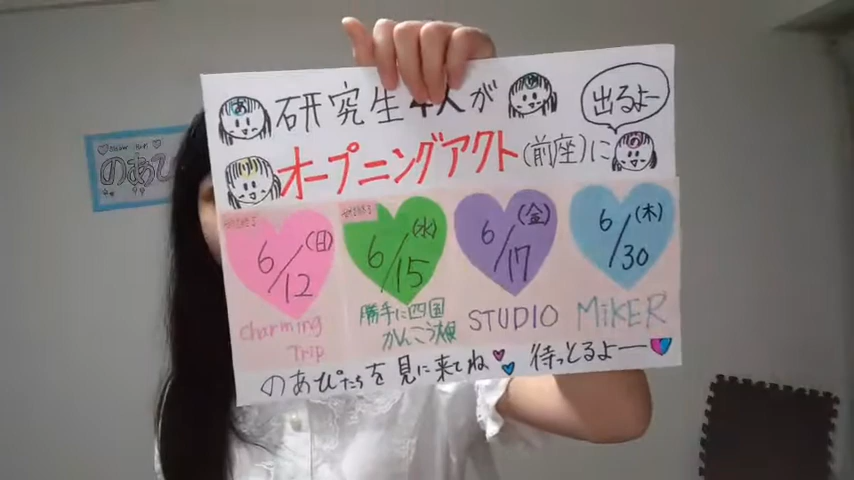 研究生4人が
出るよー
オープニングアクト(前座)に
6/12(日)
6/15(水)
6/17(金)
6/30(木)
charming Trip
勝手に四国かんこう大使
STUDIO
MiKER
のあぴたちを見に来てね
待っとるよー
のあぴ